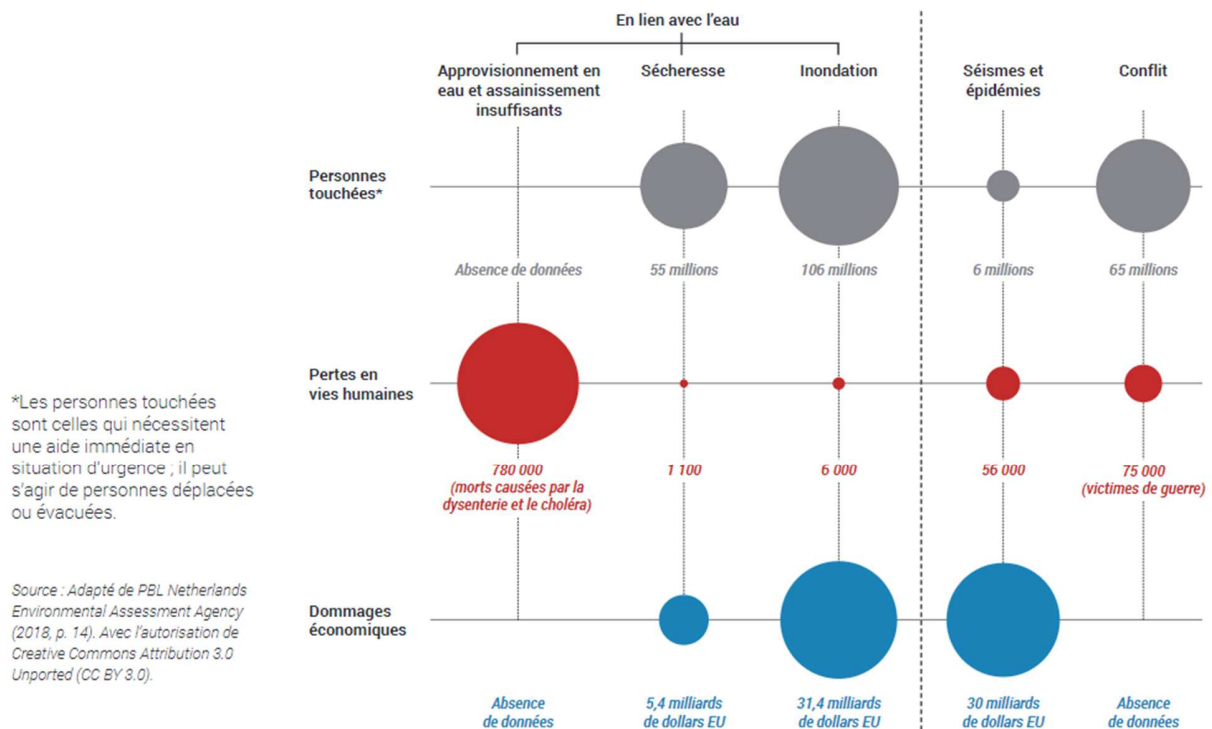 En lien avec l'eau
Approvisionnement en
eau et assainissement
insuffisants
Sécheresse
Inondation
Séismes et
épidémies
Conflit
Personnes
touchées*
Absence de données
55 millions
106 millions
6 millions
65 millions
Pertes en
vies humaines
780 000
(morts causées par la
dysenterie et le choléra)
1 100
6 000
56 000
75 000
(victimes de guerre)
*Les personnes touchées
sont celles qui nécessitent
une aide immédiate en
situation d'urgence ; il peut
s'agir de personnes déplacées
ou évacuées.
Source : Adapté de PBL Netherlands
Environmental Assessment Agency
(2018, p. 14). Avec l'autorisation de
Creative Commons Attribution 3.0
Unported (CC BY 3.0).
Dommages
économiques
Absence
de données
5,4 milliards
de dollars EU
31,4 milliards
de dollars EU
30 milliards
de dollars EU
Absence
de données